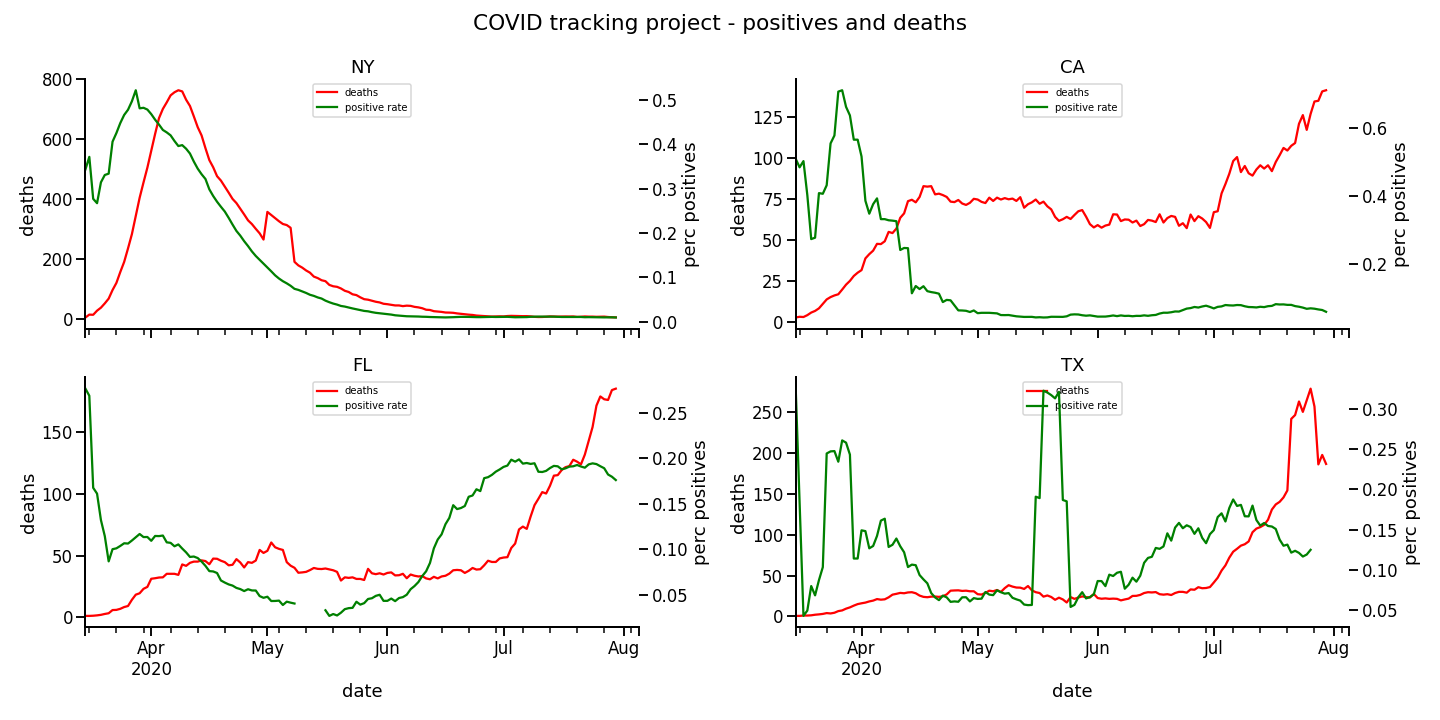 COVID tracking project - positives and deaths
NY
deaths
positive rate
800
600
400
200
0
deaths
0.5
0.4
0.3
0.2
0.1
0.0
perc positives
CA
deaths
positive rate
125
100
75
50
25
0
deaths
0.6
0.4
0.2
perc positives
FL
deaths
positive rate
150
100
50
0
deaths
0.25
0.20
0.15
0.10
0.05
perc positives
Apr May Jun Jul Aug
2020
date
TX
deaths
positive rate
250
200
150
100
50
0
deaths
0.30
0.25
0.20
0.15
0.10
0.05
perc positives
Apr May Jun Jul Aug
2020
date